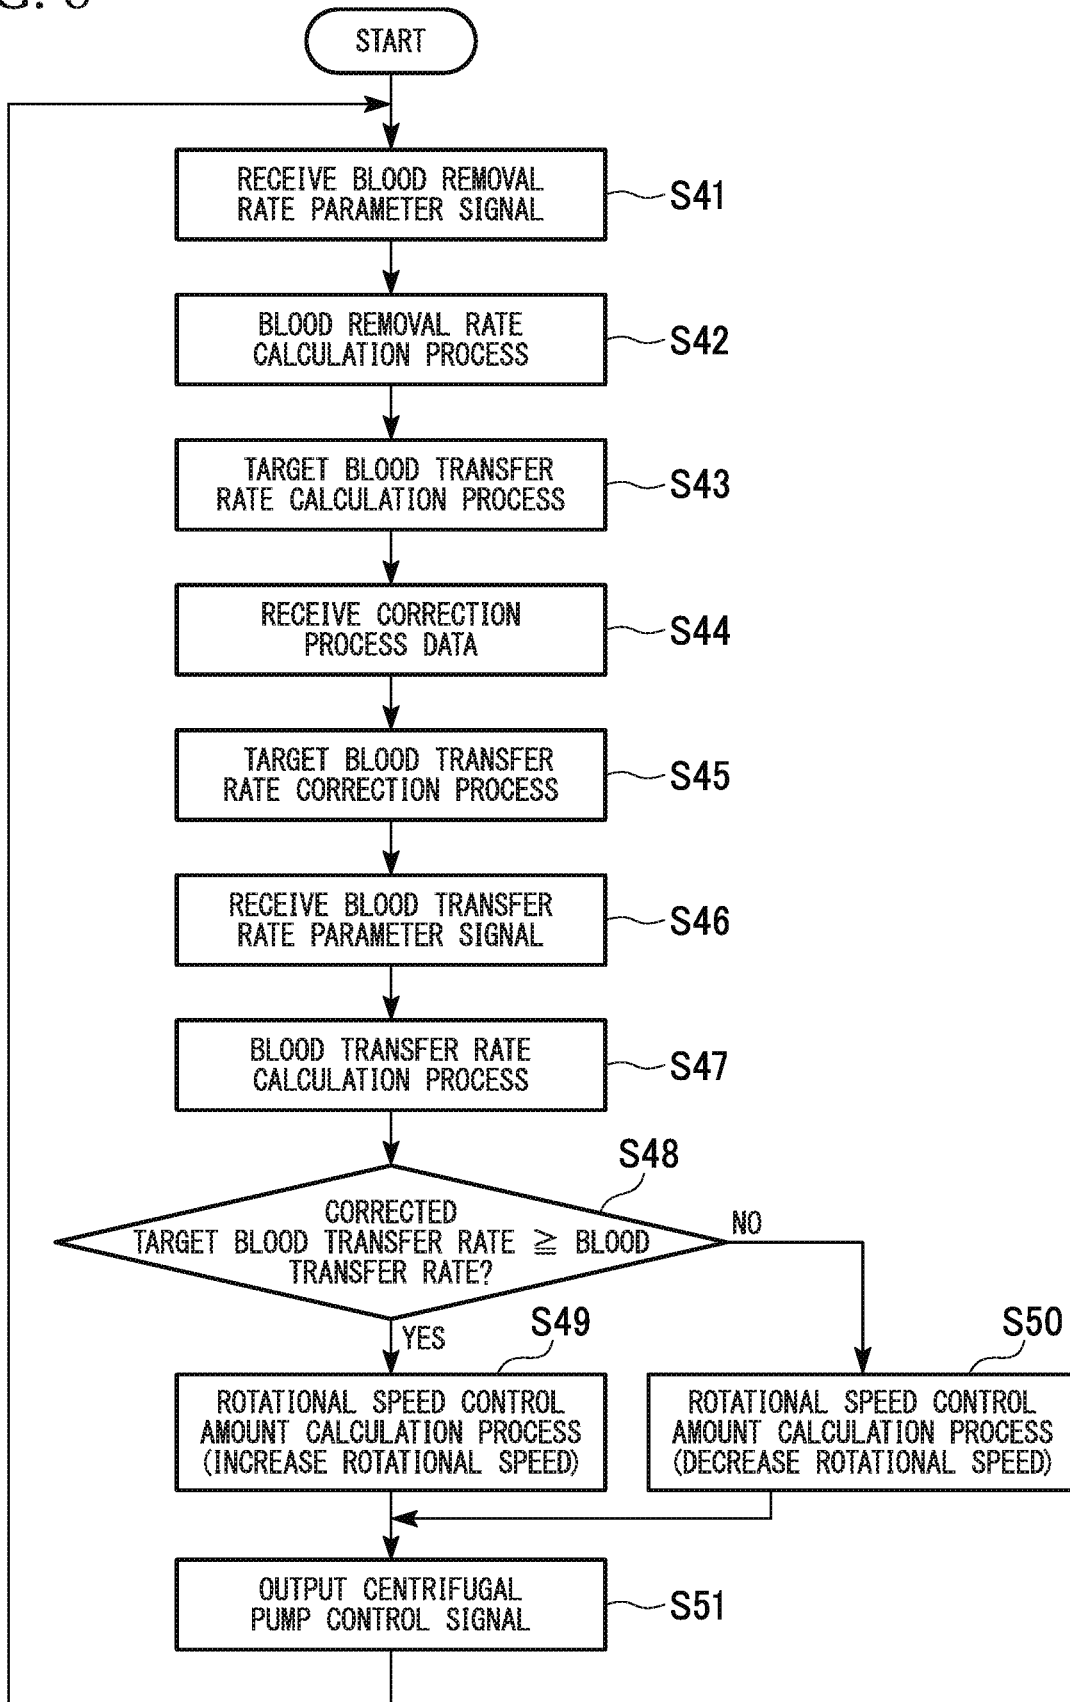 START
RECEIVE BLOOD REMOVAL
RATE PARAMETER SIGNAL
S41
BLOOD REMOVAL RATE
CALCULATION PROCESS
S42
TARGET BLOOD TRANSFER
RATE CALCULATION PROCESS
S43
RECEIVE CORRECTION
PROCESS DATA
S44
TARGET BLOOD TRANSFER
RATE CORRECTION PROCESS
S45
RECEIVE BLOOD TRANSFER
RATE PARAMETER SIGNAL
S46
BLOOD TRANSFER RATE
CALCULATION PROCESS
S47
S48
CORRECTED
TARGET BLOOD TRANSFER RATE ≧ BLOOD
TRANSFER RATE?
NO
YES
S49
ROTATIONAL SPEED CONTROL
AMOUNT CALCULATION PROCESS
(INCREASE ROTATIONAL SPEED)
S50
ROTATIONAL SPEED CONTROL
AMOUNT CALCULATION PROCESS
(DECREASE ROTATIONAL SPEED)
OUTPUT CENTRIFUGAL
PUMP CONTROL SIGNAL
S51